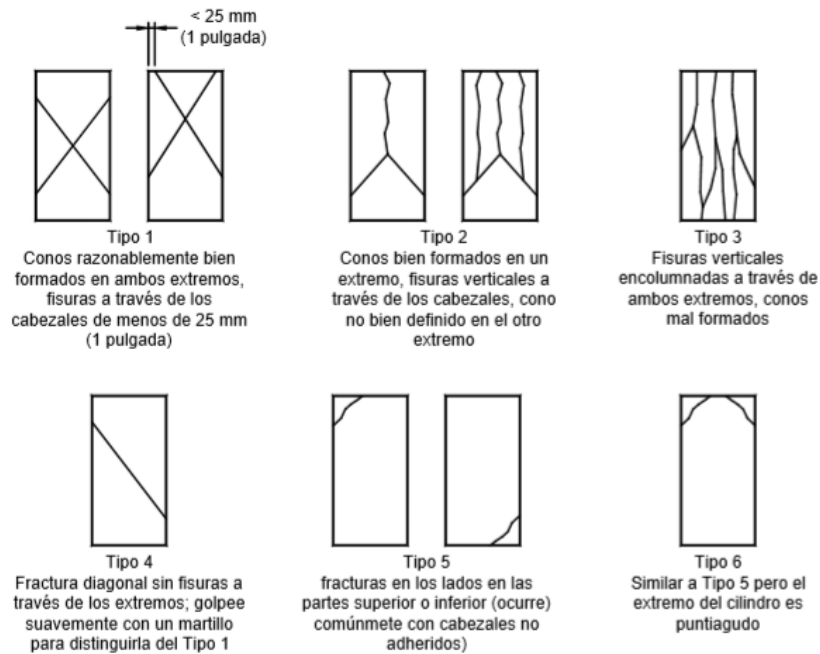 < 25 mm
(1 pulgada)
Tipo 1
Conos razonablemente bien
formados en ambos extremos,
fisuras a través de los
cabezales de menos de 25 mm
(1 pulgada)
Tipo 2
Conos bien formados en un
extremo, fisuras verticales a
través de los cabezales, cono
no bien definido en el otro
extremo
Tipo 3
Fisuras verticales
encolumnadas a través de
ambos extremos, conos
mal formados
Tipo 4
Fractura diagonal sin fisuras a
través de los extremos; golpee
suavemente con un martillo
para distinguirla del Tipo 1
Tipo 5
fracturas en los lados en las
partes superior o inferior (ocurre)
comúnmete con cabezales no
adheridos)
Tipo 6
Similar a Tipo 5 pero el
extremo del cilindro es
puntiagudo